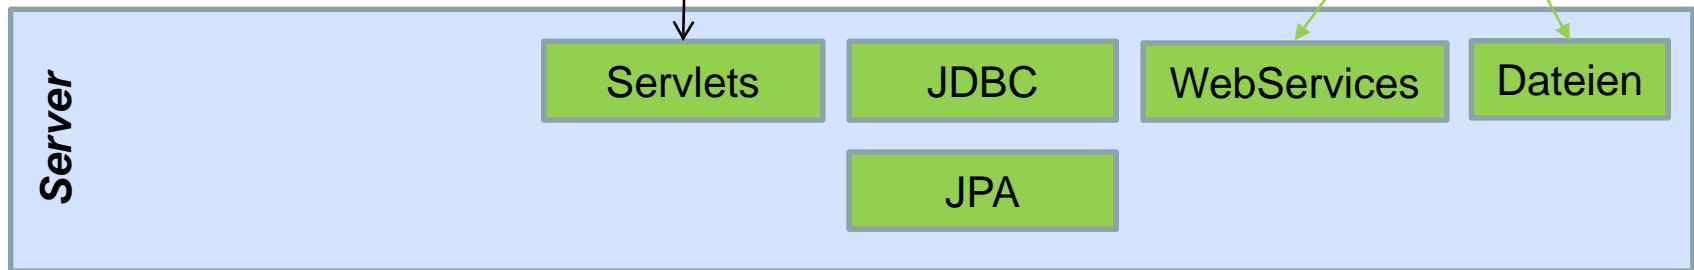 Server
Servlets
JDBC
WebServices
Dateien
JPA